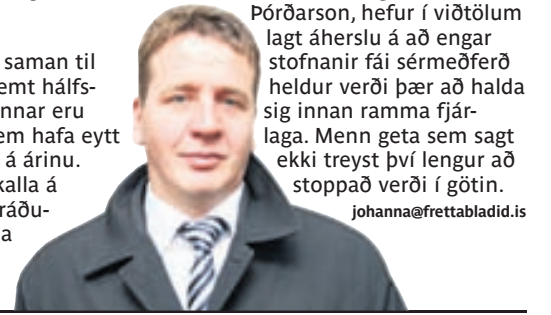 saman til
emt hálfs-
nnar eru
em hafa eytt
á árinu.
kalla á
ráðu-
a
Þórðarson, hefur í viðtölum
lagt áherslu á að engar
stofnanir fái sérmeðferð
heldur verði þær að halda
sig innan ramma fjár-
laga. Menn geta sem sagt
ekki treyst því lengur að
stoppað verði í götin.
johanna@frettabladid.is